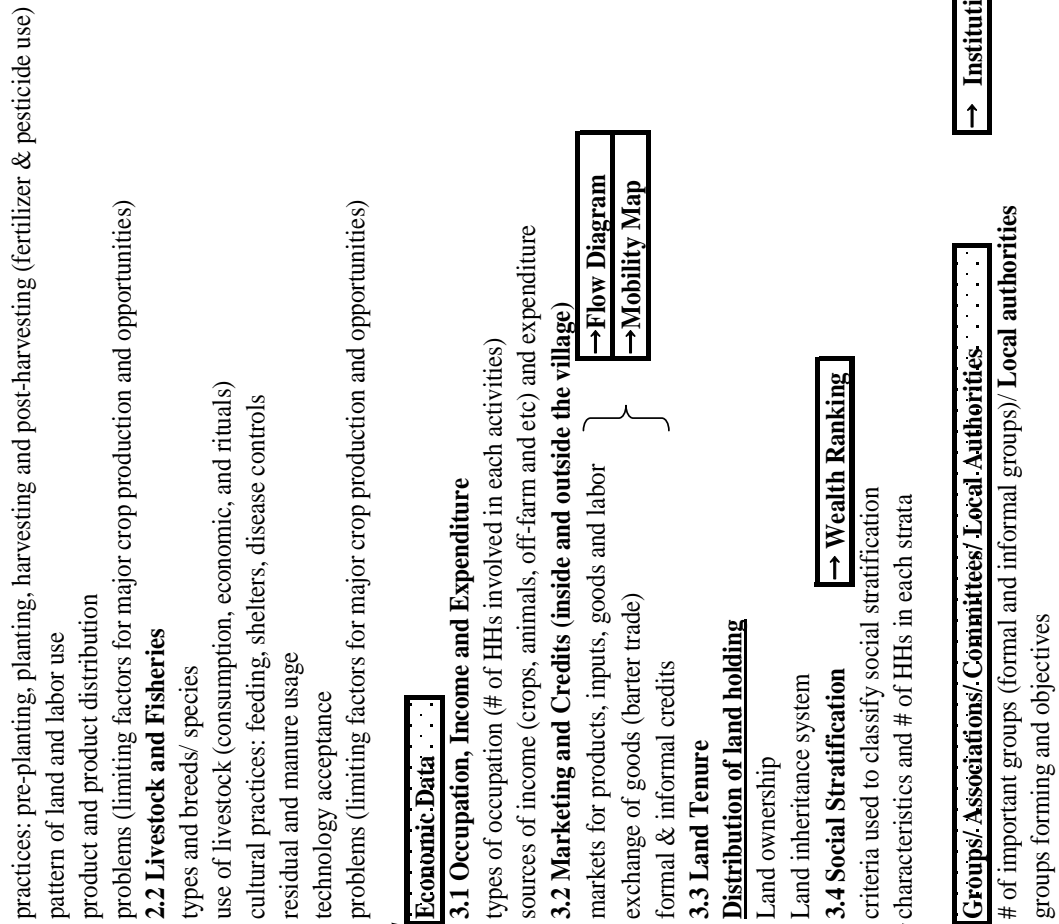 practices: pre-planting, planting, harvesting and post-harvesting (fertilizer & pesticide use)
pattern of land and labor use
product and product distribution
problems (limiting factors for major crop production and opportunities)
2.2 Livestock and Fisheries
types and breeds/ species
use of livestock (consumption, economic, and rituals)
cultural practices: feeding, shelters, disease controls
residual and manure usage
technology acceptance
problems (limiting factors for major crop production and opportunities)
Economic Data
3.1 Occupation, Income and Expenditure
types of occupation (# of HHs involved in each activities)
sources of income (crops, animals, off-farm and etc) and expenditure
3.2 Marketing and Credits (inside and outside the village)
→Flow Diagram
markets for products, inputs, goods and labor
→Mobility Map
exchange of goods (barter trade)
formal & informal credits
3.3 Land Tenure
Distribution of land holding
Land ownership
Land inheritance system
3.4 Social Stratification → Wealth Ranking
criteria used to classify social stratification
characteristics and # of HHs in each strata
Groups/ Associations/ Committees/ Local Authorities → Instituti
# of important groups (formal and informal groups)/ Local authorities
groups forming and objectives